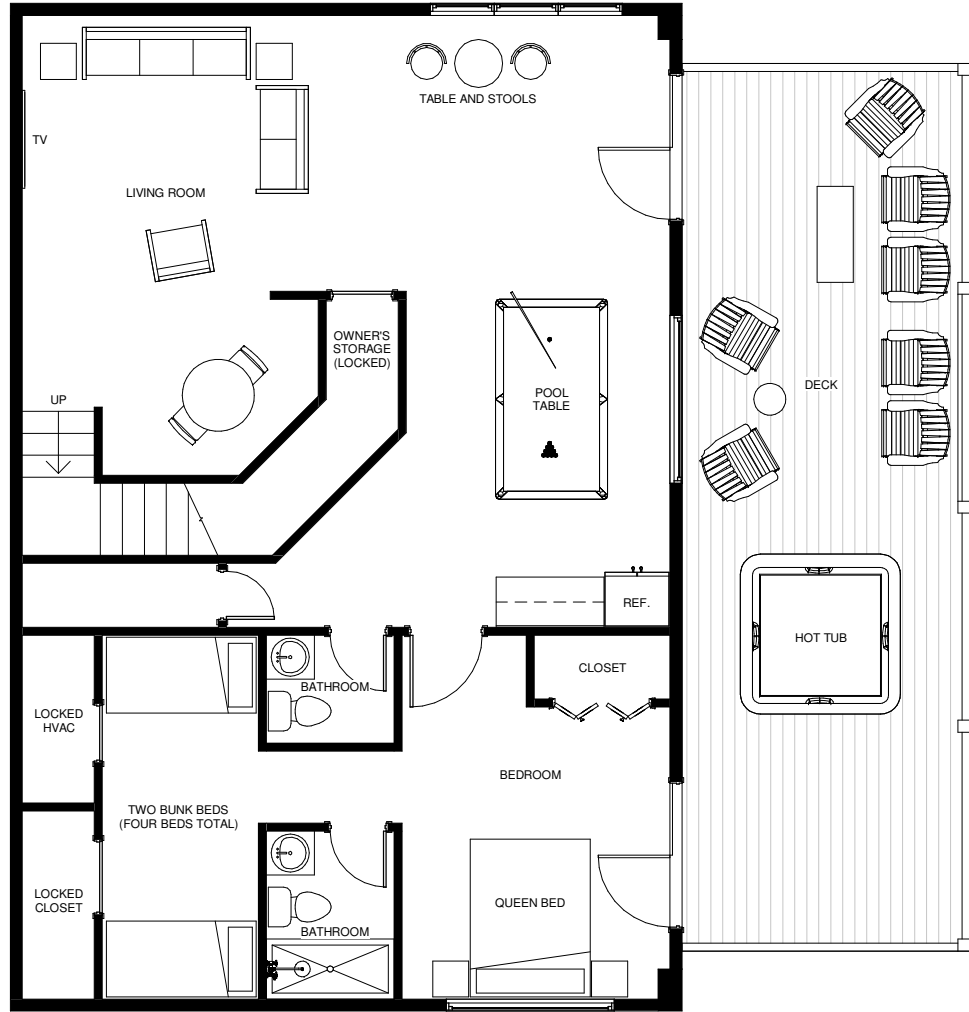 TABLE AND STOOLS
TV
LIVING ROOM
OWNER'S
STORAGE
(LOCKED)
POOL
TABLE
DECK
UP
REF.
HOT TUB
CLOSET
BATHROOM
LOCKED
HVAC
BEDROOM
TWO BUNK BEDS
(FOUR BEDS TOTAL)
LOCKED
CLOSET
QUEEN BED
BATHROOM